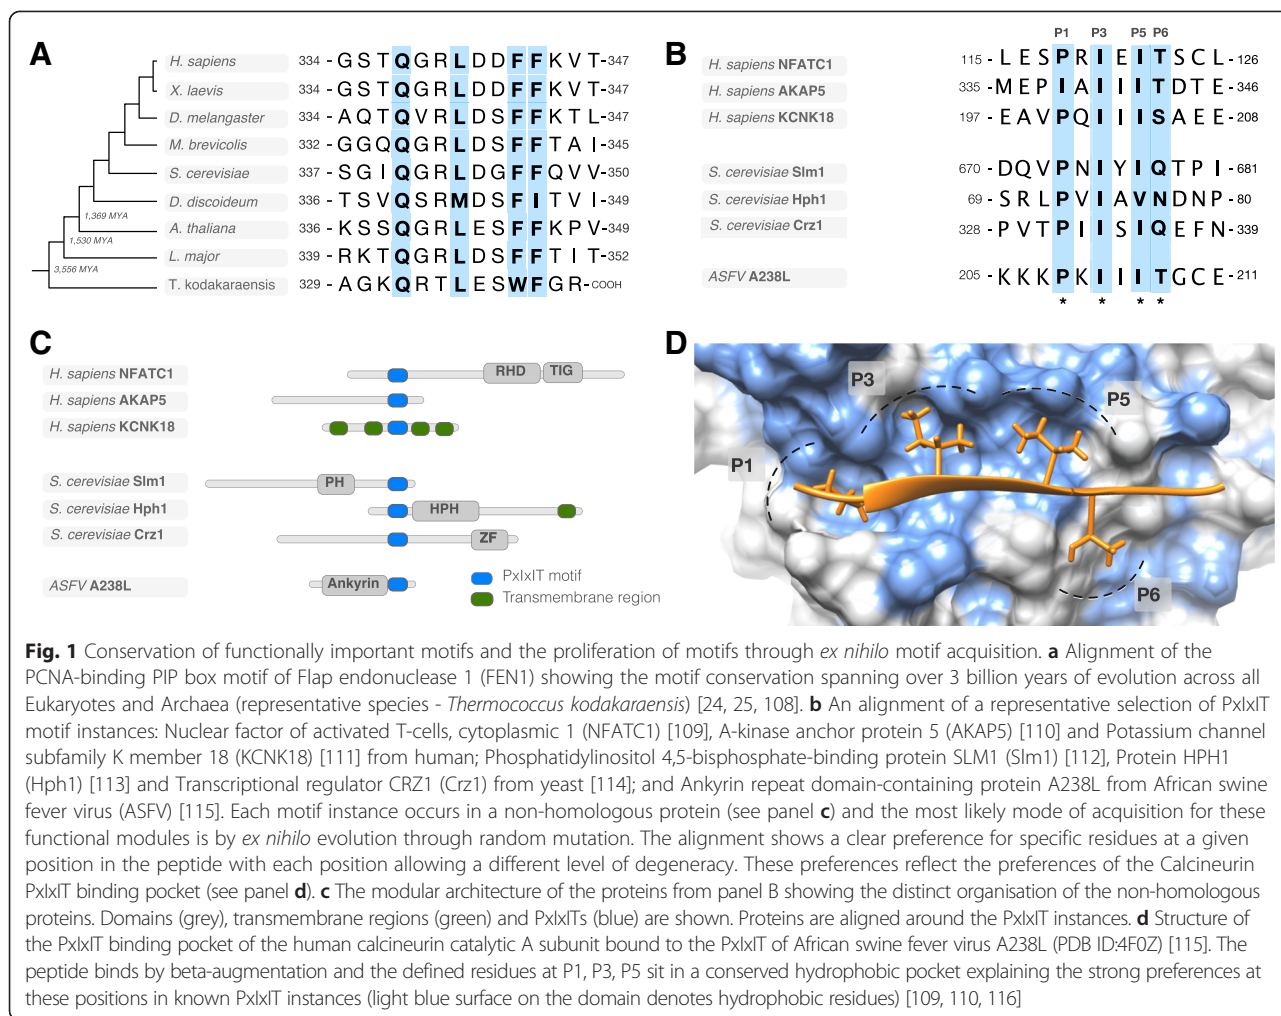 A
H. sapiens 334 - G S T Q G R L D D F F K V T -347
X. laevis 334 - G S T Q G R L D D F F K V T -347
D. melangaster 334 - A Q T Q V R L D S F F K T L -347
M. brevicolis 332 - G G Q Q G R L D S F F T A I -345
S. cerevisiae 337 - S G I Q G R L D G F F Q V V -350
D. discoideum 336 - T S V Q S R M D S F I T V I -349
1,369 MYA
A. thaliana 336 - K S S Q G R L E S F F K P V -349
1,530 MYA
L. major 339 - R K T Q G R L D S F F T I T -352
3,556 MYA
T. kodakaraensis 329 - A G K Q R T L E S W F G R -COOH
B
P1 P3 P5 P6
H. sapiens NFATC1 115 - L E S P R I E I T S C L - 126
H. sapiens AKAP5 335 - M E P I A I I I T D T E - 346
H. sapiens KCNK18 197 - E A V P Q I I I S A E E - 208
S. cerevisiae Slm1 670 - D Q V P N I Y I Q T P I - 681
S. cerevisiae Hph1 69 - S R L P V I A V N D N P - 80
S. cerevisiae Crz1 328 - P V T P I I S I Q E F N - 339
ASFV A238L 205 - K K K P K I I I T G C E - 211
* * * *
C
H. sapiens NFATC1 RHD TIG
H. sapiens AKAP5
H. sapiens KCNK18
S. cerevisiae Slm1 PH
S. cerevisiae Hph1 HPH
S. cerevisiae Crz1 ZF
ASFV A238L Ankyrin
PxIxIT motif
Transmembrane region
D
P3
P5
P1
P6
Fig. 1 Conservation of functionally important motifs and the proliferation of motifs through ex nihilo motif acquisition. a Alignment of the
PCNA-binding PIP box motif of Flap endonuclease 1 (FEN1) showing the motif conservation spanning over 3 billion years of evolution across all
Eukaryotes and Archaea (representative species - Thermococcus kodakaraensis) [24, 25, 108]. b An alignment of a representative selection of PxIxIT
motif instances: Nuclear factor of activated T-cells, cytoplasmic 1 (NFATC1) [109], A-kinase anchor protein 5 (AKAP5) [110] and Potassium channel
subfamily K member 18 (KCNK18) [111] from human; Phosphatidylinositol 4,5-bisphosphate-binding protein SLM1 (Slm1) [112], Protein HPH1
(Hph1) [113] and Transcriptional regulator CRZ1 (Crz1) from yeast [114]; and Ankyrin repeat domain-containing protein A238L from African swine
fever virus (ASFV) [115]. Each motif instance occurs in a non-homologous protein (see panel c) and the most likely mode of acquisition for these
functional modules is by ex nihilo evolution through random mutation. The alignment shows a clear preference for specific residues at a given
position in the peptide with each position allowing a different level of degeneracy. These preferences reflect the preferences of the Calcineurin
PxIxIT binding pocket (see panel d). c The modular architecture of the proteins from panel B showing the distinct organisation of the non-homologous
proteins. Domains (grey), transmembrane regions (green) and PxIxITs (blue) are shown. Proteins are aligned around the PxIxIT instances. d Structure of
the PxIxIT binding pocket of the human calcineurin catalytic A subunit bound to the PxIxIT of African swine fever virus A238L (PDB ID:4F0Z) [115]. The
peptide binds by beta-augmentation and the defined residues at P1, P3, P5 sit in a conserved hydrophobic pocket explaining the strong preferences at
these positions in known PxIxIT instances (light blue surface on the domain denotes hydrophobic residues) [109, 110, 116]